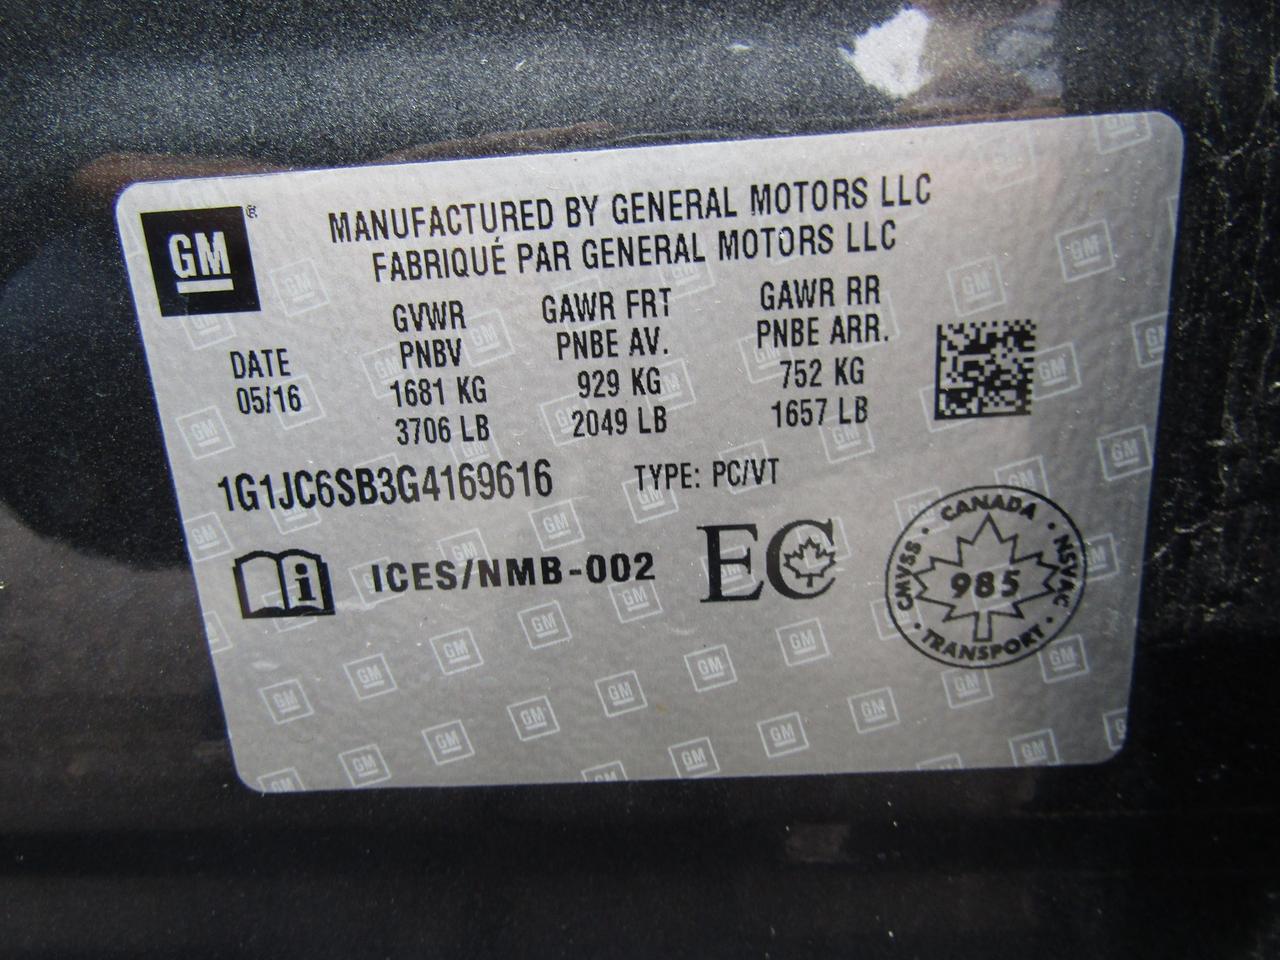 GM ®
MANUFACTURED BY GENERAL MOTORS LLC
FABRIQUÉ PAR GENERAL MOTORS LLC
DATE
05/16
GVWR
PNBV
1681 KG
3706 LB
GAWR FRT
PNBE AV.
929 KG
2049 LB
GAWR RR
PNBE ARR.
752 KG
1657 LB
1G1JC6SB3G4169616 TYPE: PC/VT
i ICES/NMB-002 EC
CANADA
CMVSS
985
NSVAC
TRANSPORT